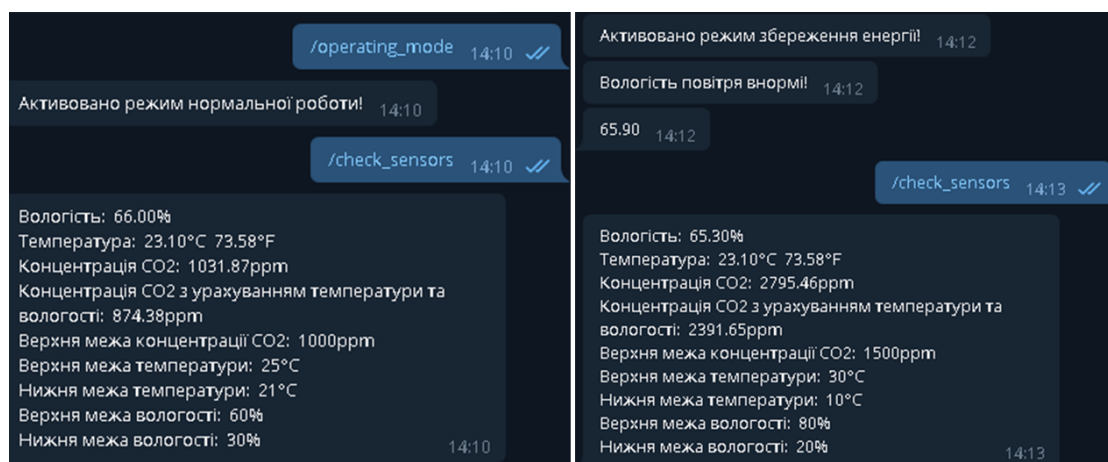 /operating_mode 14:10
Активовано режим нормальної роботи! 14:10
/check_sensors 14:10
Вологість: 66.00%
Температура: 23.10°C 73.58°F
Концентрація CO2: 1031.87ppm
Концентрація CO2 з урахуванням температури та
вологості: 874.38ppm
Верхня межа концентрації CO2: 1000ppm
Верхня межа температури: 25°C
Нижня межа температури: 21°C
Верхня межа вологості: 60%
Нижня межа вологості: 30%
14:10
Активовано режим збереження енергії! 14:12
Вологість повітря внормі! 14:12
65.90 14:12
/check_sensors 14:13
Вологість: 65.30%
Температура: 23.10°C 73.58°F
Концентрація CO2: 2795.46ppm
Концентрація CO2 з урахуванням температури та
вологості: 2391.65ppm
Верхня межа концентрації CO2: 1500ppm
Верхня межа температури: 30°C
Нижня межа температури: 10°C
Верхня межа вологості: 80%
Нижня межа вологості: 20%
14:13